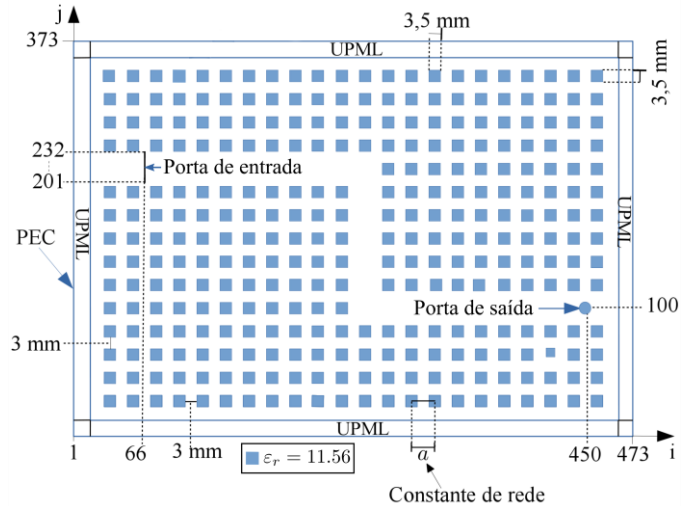 j
373
UPML
3,5 mm
3,5 mm
232
201
Porta de entrada
UPML
UPML
PEC
Porta de saída
100
3 mm
UPML
1
66
3 mm
εr = 11.56
a
450
473
i
Constante de rede